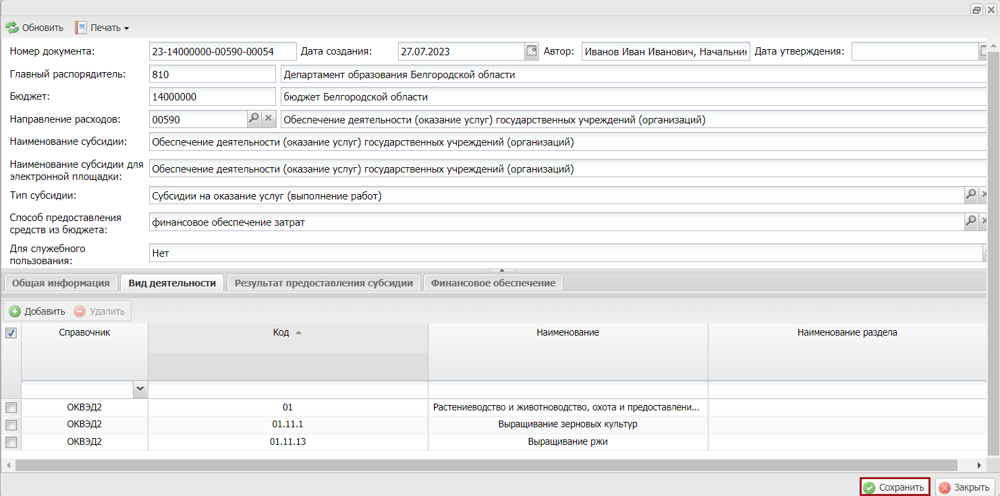 Обновить Печать
Номер документа: 23-14000000-00590-00054 Дата создания: 27.07.2023 Автор: Иванов Иван Иванович, Начальник Дата утверждения:
Главный распорядитель: 810 Департамент образования Белгородской области
Бюджет: 14000000 бюджет Белгородской области
Направление расходов: 00590 Обеспечение деятельности (оказание услуг) государственных учреждений (организаций)
Наименование субсидии: Обеспечение деятельности (оказание услуг) государственных учреждений (организаций)
Наименование субсидии для
электронной площадки: Обеспечение деятельности (оказание услуг) государственных учреждений (организаций)
Тип субсидии: Субсидии на оказание услуг (выполнение работ)
Способ предоставления
средств из бюджета: финансовое обеспечение затрат
Для служебного
пользования: Нет
Общая информация Вид деятельности Результат предоставления субсидии Финансовое обеспечение
Добавить Удалить
Справочник Код Наименование Наименование раздела
ОКВЭД2 01 Растениеводство и животноводство, охота и предоставлени...
ОКВЭД2 01.11.1 Выращивание зерновых культур
ОКВЭД2 01.11.13 Выращивание ржи
Сохранить Закрыть